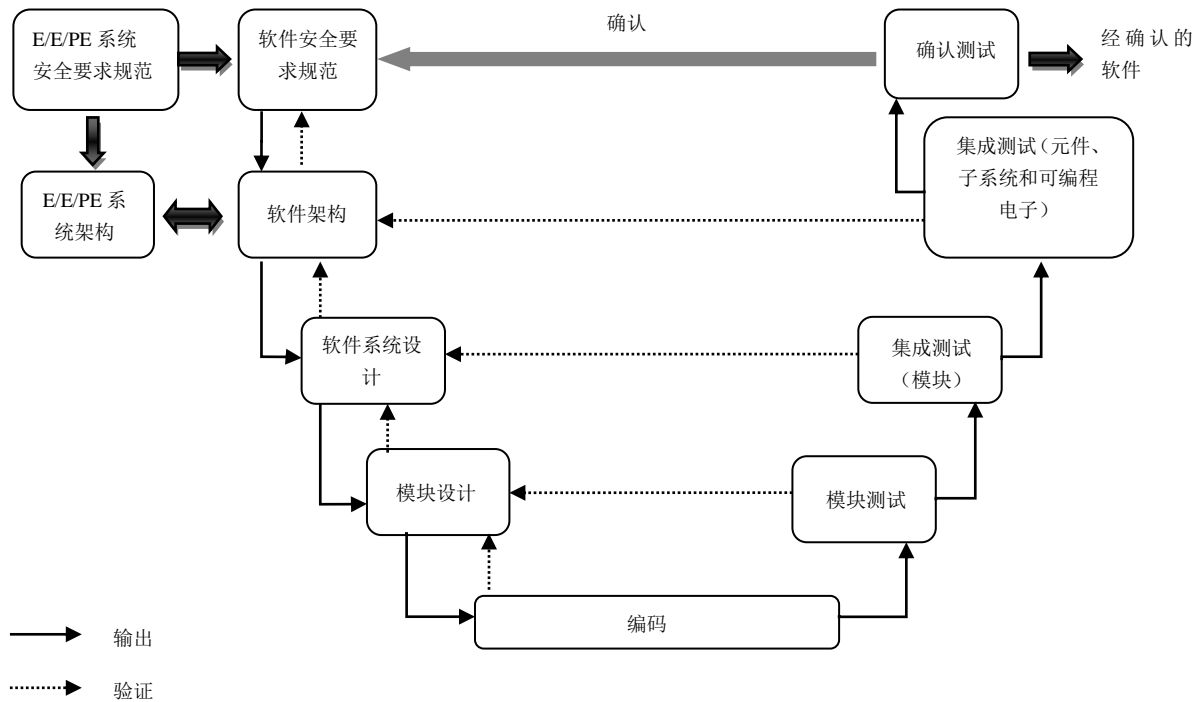 E/E/PE 系统
安全要求规范
软件安全要
求规范
确认
确认测试
经确认的
软件
集成测试（元件、
子系统和可编程
电子）
E/E/PE 系
统架构
软件架构
软件系统设
计
集成测试
（模块）
模块设计
模块测试
编码
输出
验证